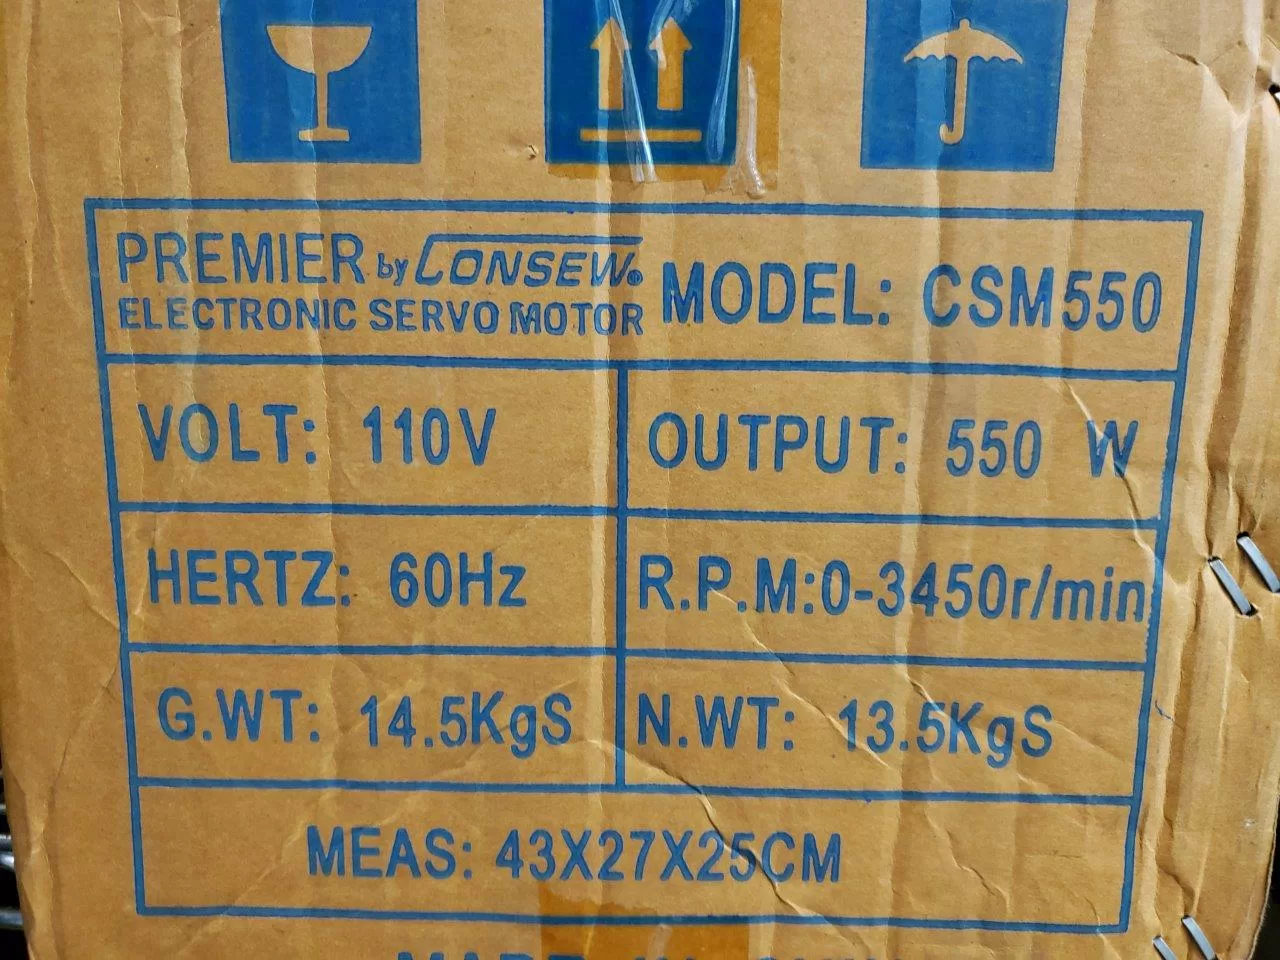 PREMIER by CONSEW®
ELECTRONIC SERVO MOTOR
MODEL: CSM550
VOLT: 110V
OUTPUT: 550 W
HERTZ: 60Hz
R.P.M:0-3450r/min
G.WT: 14.5KgS
N.WT: 13.5KgS
MEAS: 43X27X25CM